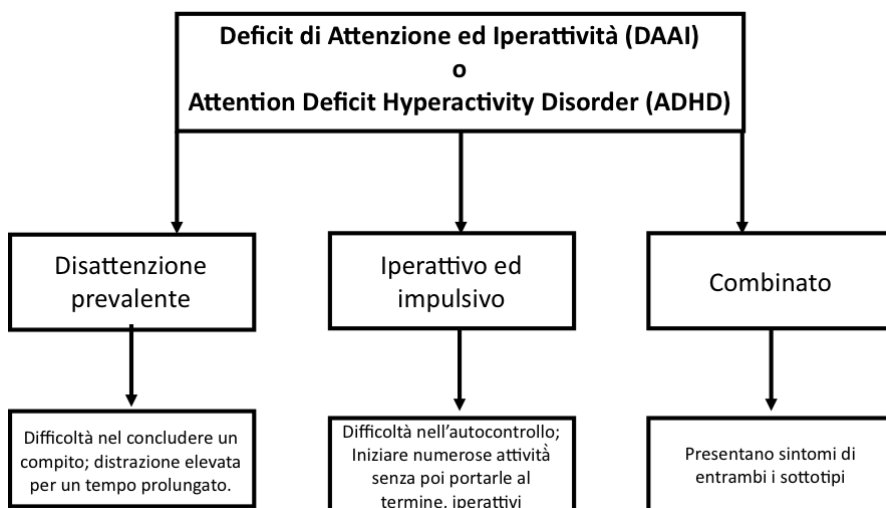 Deficit di Attenzione ed Iperattività (DAAI)
o
Attention Deficit Hyperactivity Disorder (ADHD)
Disattenzione
prevalente
Iperattivo ed
impulsivo
Combinato
Difficoltà nel concludere un
compito; distrazione elevata
per un tempo prolungato.
Difficoltà nell’autocontrollo;
Iniziare numerose attività
senza poi portarle al
termine, iperattivi
Presentano sintomi di
entrambi i sottotipi